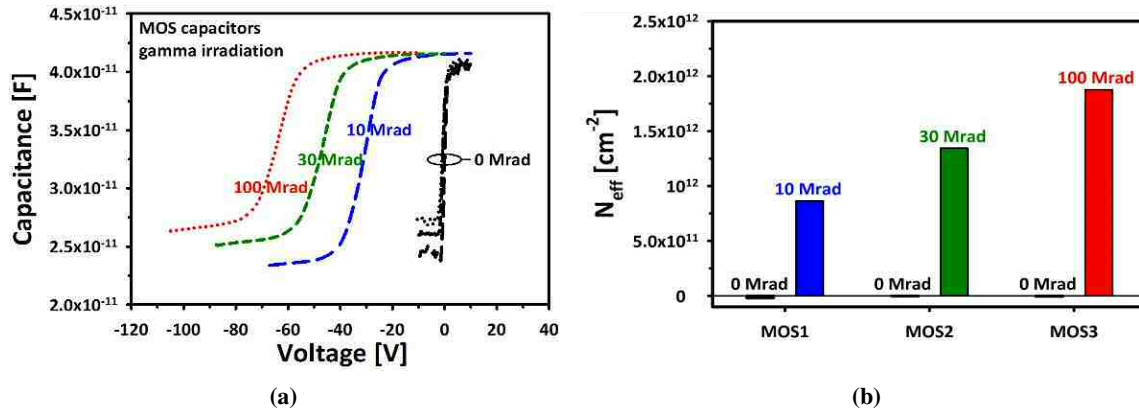 MOS capacitors
gamma irradiation
Capacitance [F]
4.5x10-11
4.0x10-11
3.5x10-11
3.0x10-11
2.5x10-11
2.0x10-11
10 Mrad
30 Mrad
0 Mrad
100 Mrad
-120 -100 -80 -60 -40 -20 0 20 40
Voltage [V]
(a)
Neff [cm-2]
2.5x10¹²
2.0x10¹²
1.5x10¹²
10¹²
5.0x10¹¹
0
0 Mrad
10 Mrad
0 Mrad
30 Mrad
0 Mrad
100 Mrad
MOS1 MOS2 MOS3
(b)